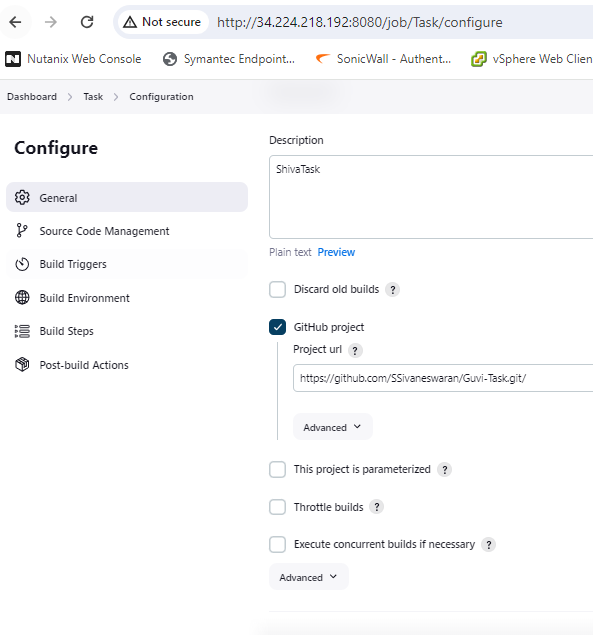 Not secure http://34.224.218.192:8080/job/Task/configure
Nutanix Web Console Symantec Endpoint... SonicWall - Authent... vSphere Web Clien
Dashboard > Task > Configuration
Configure
General
Source Code Management
Build Triggers
Build Environment
Build Steps
Post-build Actions
Description
ShivaTask
Plain text Preview
Discard old builds ?
GitHub project
Project url ?
https://github.com/SSivaneswaran/Guvi-Task.git/
Advanced
This project is parameterized ?
Throttle builds ?
Execute concurrent builds if necessary ?
Advanced